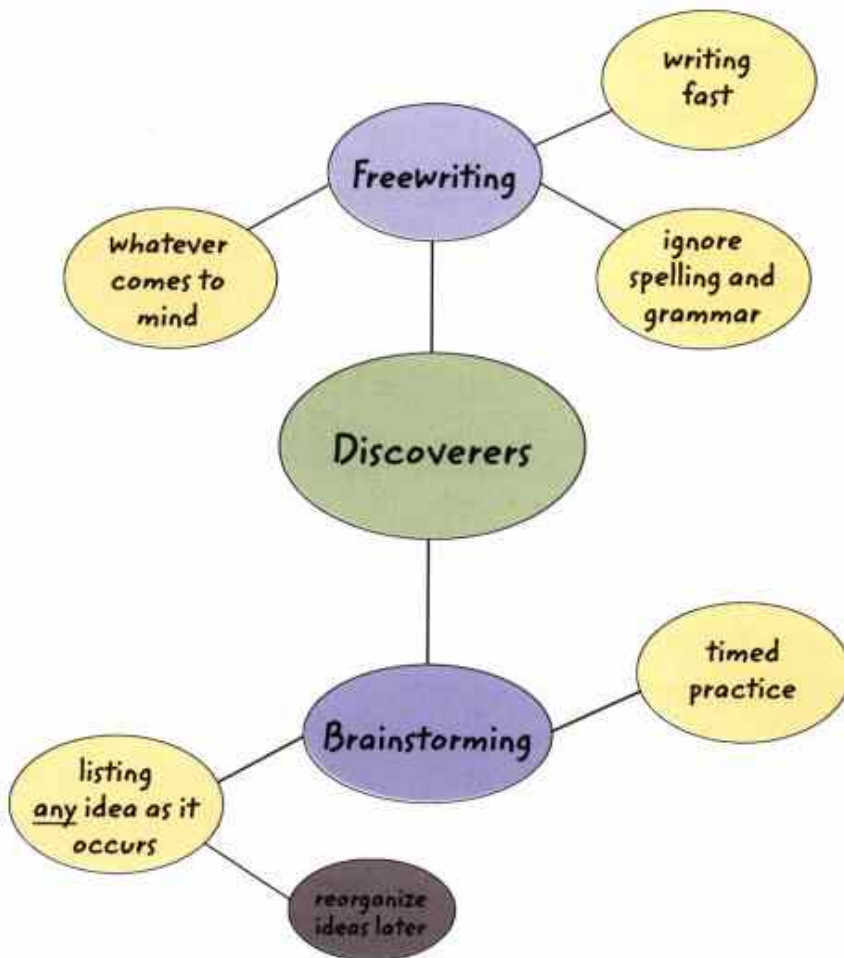 writing
fast
Freewriting
whatever
comes to
mind
ignore
spelling and
grammar
Discoverers
timed
practice
Brainstorming
listing
any idea as it
occurs
reorganize
ideas later